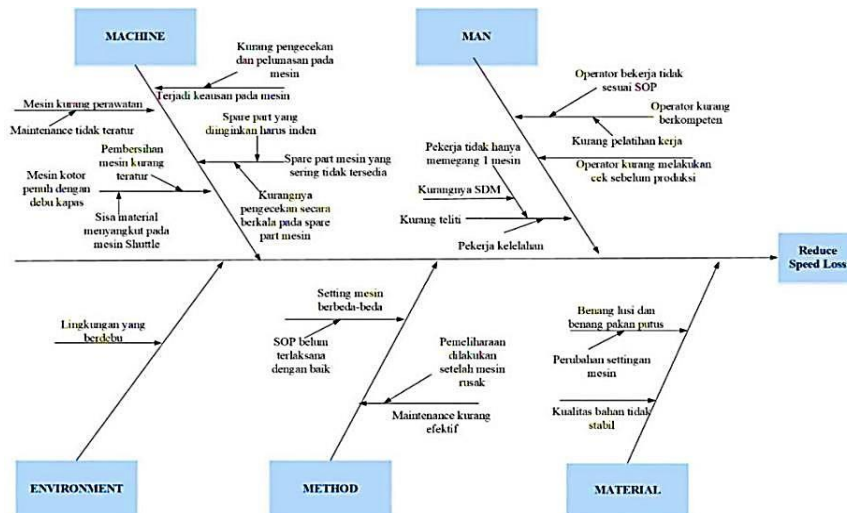 MACHINE
MAN
Kurang pengecekan
dan pelumasan pada
mesin
Terjadi keausan pada mesin
Mesin kurang perawatan
Maintenance tidak teratur
Spare part yang
diinginkan harus inden
Spare part mesin yang
sering tidak tersedia
Kurangnya
pengecekan secara
berkala pada spare
part mesin
Pembersihan
mesin kurang
teratur
Mesin kotor
penuh dengan
debu kapas
Sisa material
menyangkut pada
mesin Shuttle
Operator bekerja tidak
sesuai SOP
Operator kurang
berkompeten
Kurang pelatihan kerja
Operator kurang melakukan
cek sebelum produksi
Pekerja tidak hanya
memegang 1 mesin
Kurangnya SDM
Kurang teliti
Pekerja kelelahan
Reduce
Speed Loss
Lingkungan yang
berdebu
Setting mesin
berbeda-beda
SOP belum
terlaksana
dengan baik
Pemeliharaan
dilakukan
setelah mesin
rusak
Maintenance kurang
efektif
Benang lusi dan
benang pakan putus
Perubahan settingan
mesin
Kualitas bahan tidak
stabil
ENVIRONMENT
METHOD
MATERIAL